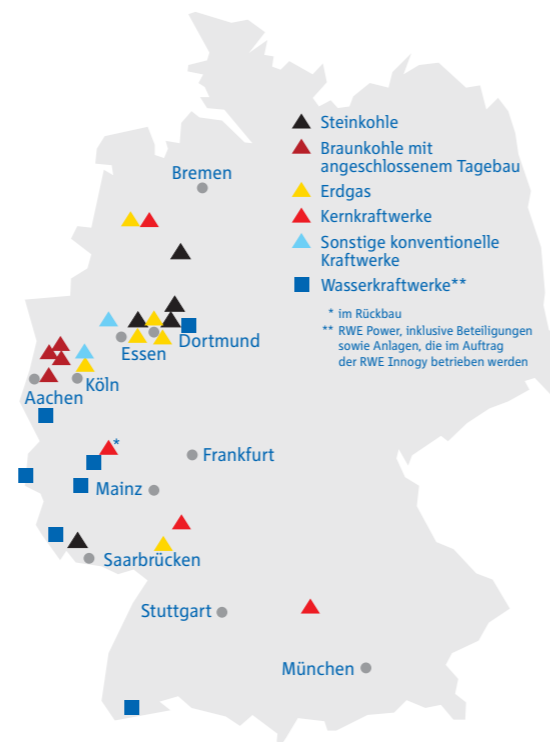 Steinkohle
Braunkohle mit
angeschlossenem Tagebau
Erdgas
Kernkraftwerke
Sonstige konventionelle
Kraftwerke
Wasserkraftwerke**
* im Rückbau
** RWE Power, inklusive Beteiligungen
sowie Anlagen, die im Auftrag
der RWE Innogy betrieben werden
Bremen
Dortmund
Essen
Köln
Aachen
*
Frankfurt
Mainz
Saarbrücken
Stuttgart
München